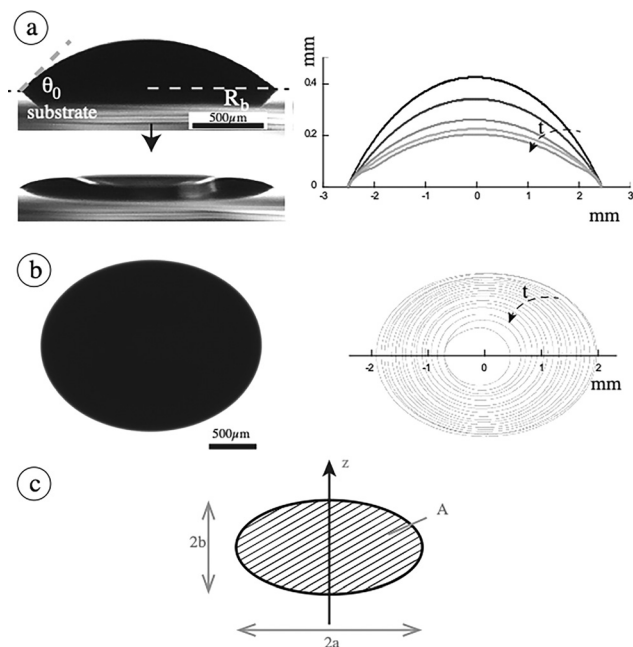 a
θ₀
substrate
R_b
500μm
mm
0.4
0.2
0
t
-3 -2 -1 0 1 2 3
mm
b
500μm
t
-2 -1 0 1 2
mm
c
z
A
2b
2a